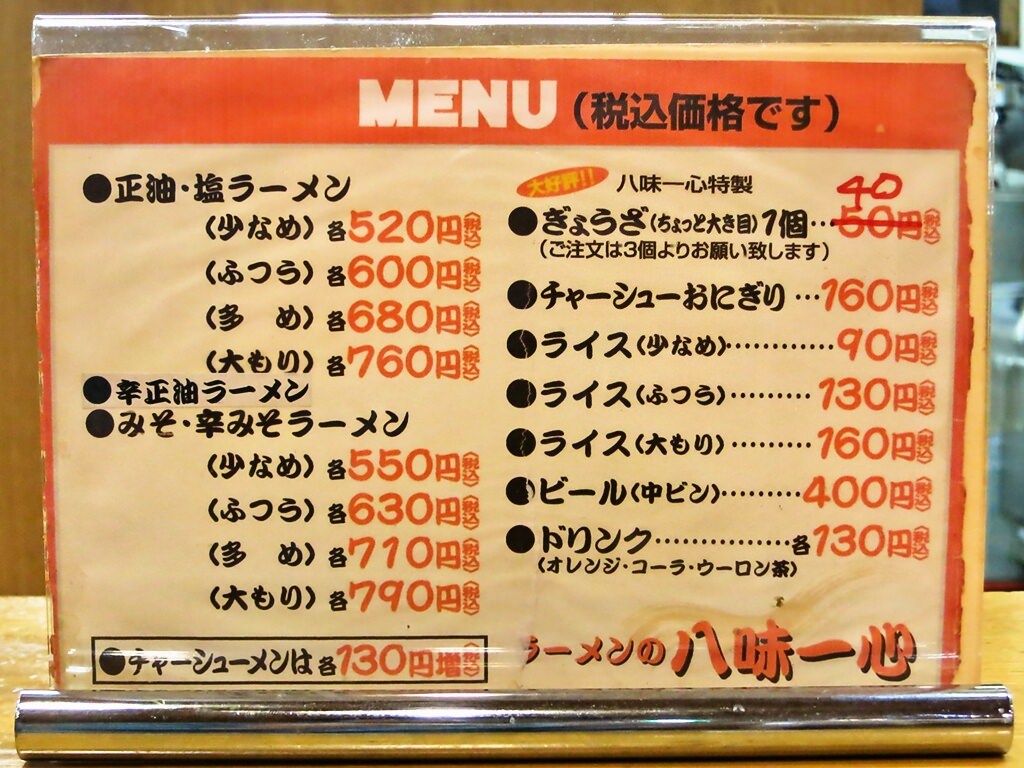 MENU(税込価格です)
●正油・塩ラーメン
(少なめ)各520円(税込)
(ふつう)各600円(税込)
(多 め)各680円(税込)
(大もり)各760円(税込)
●辛正油ラーメン
●みそ・辛みそラーメン
(少なめ)各550円(税込)
(ふつう)各630円(税込)
(多 め)各710円(税込)
(大もり)各790円(税込)
●チャーシューメンは各130円増(税込)
大好評!! 八味一心特製
40
●ぎょうざ(ちょっと大き目)1個…50円(税込)
(ご注文は3個よりお願い致します)
●チャーシューおにぎり…160円(税込)
●ライス(少なめ)…………90円(税込)
●ライス(ふつう)………130円(税込)
●ライス(大もり)………160円(税込)
●ビール(中ビン)………400円(税込)
●ドリンク……………各130円(税込)
(オレンジ・コーラ・ウーロン茶)
ラーメンの八味一心